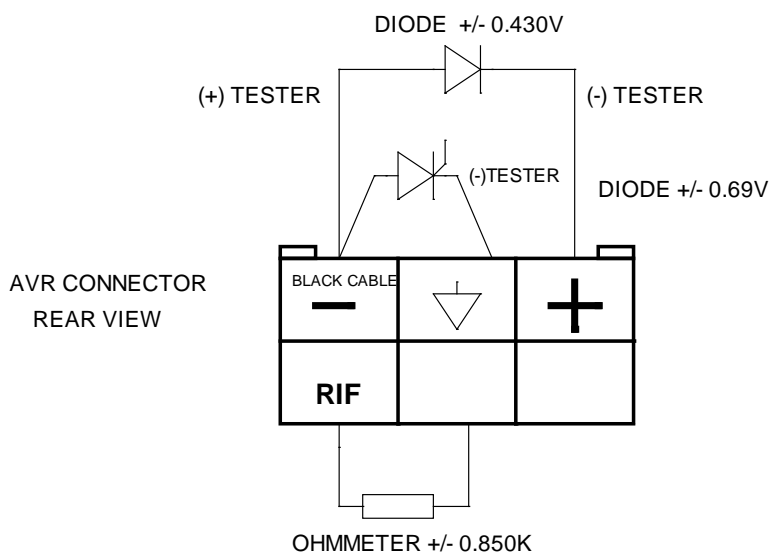 DIODE +/- 0.430V
(+) TESTER
(-) TESTER
(-)TESTER
DIODE +/- 0.69V
AVR CONNECTOR
REAR VIEW
BLACK CABLE
RIF
OHMMETER +/- 0.850K